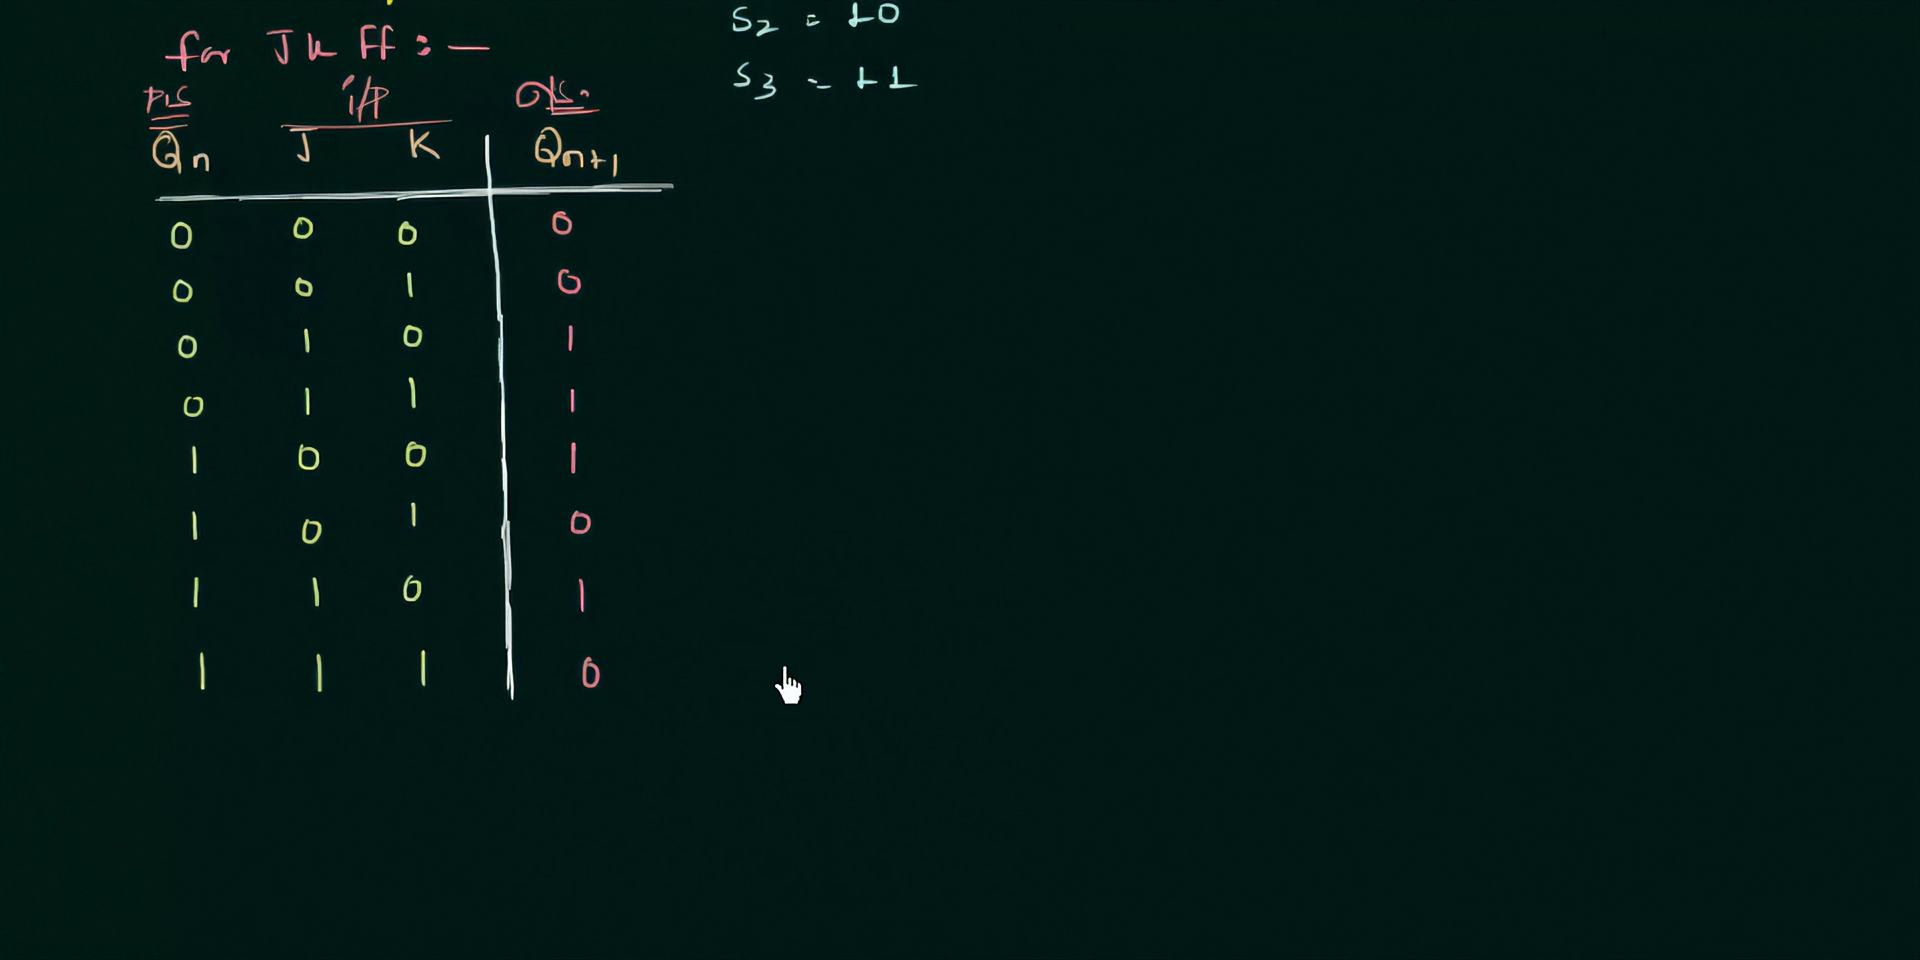 for JK FF :—
P/S i/P O/S.
Qn J K Qn+1
0 0 0 0
0 0 1 0
0 1 0 1
0 1 1 1
1 0 0 1
1 0 1 0
1 1 0 1
1 1 1 0
S2 = 10
S3 = 11